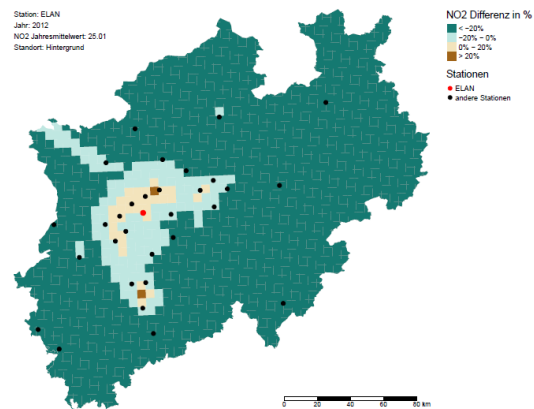 Station: ELAN
Jahr: 2012
NO2 Jahresmittelwert: 25.01
Standort: Hintergrund
NO2 Differenz in %
< −20%
−20% - 0%
0% - 20%
> 20%
Stationen
ELAN
andere Stationen
0 20 40 60 80 km